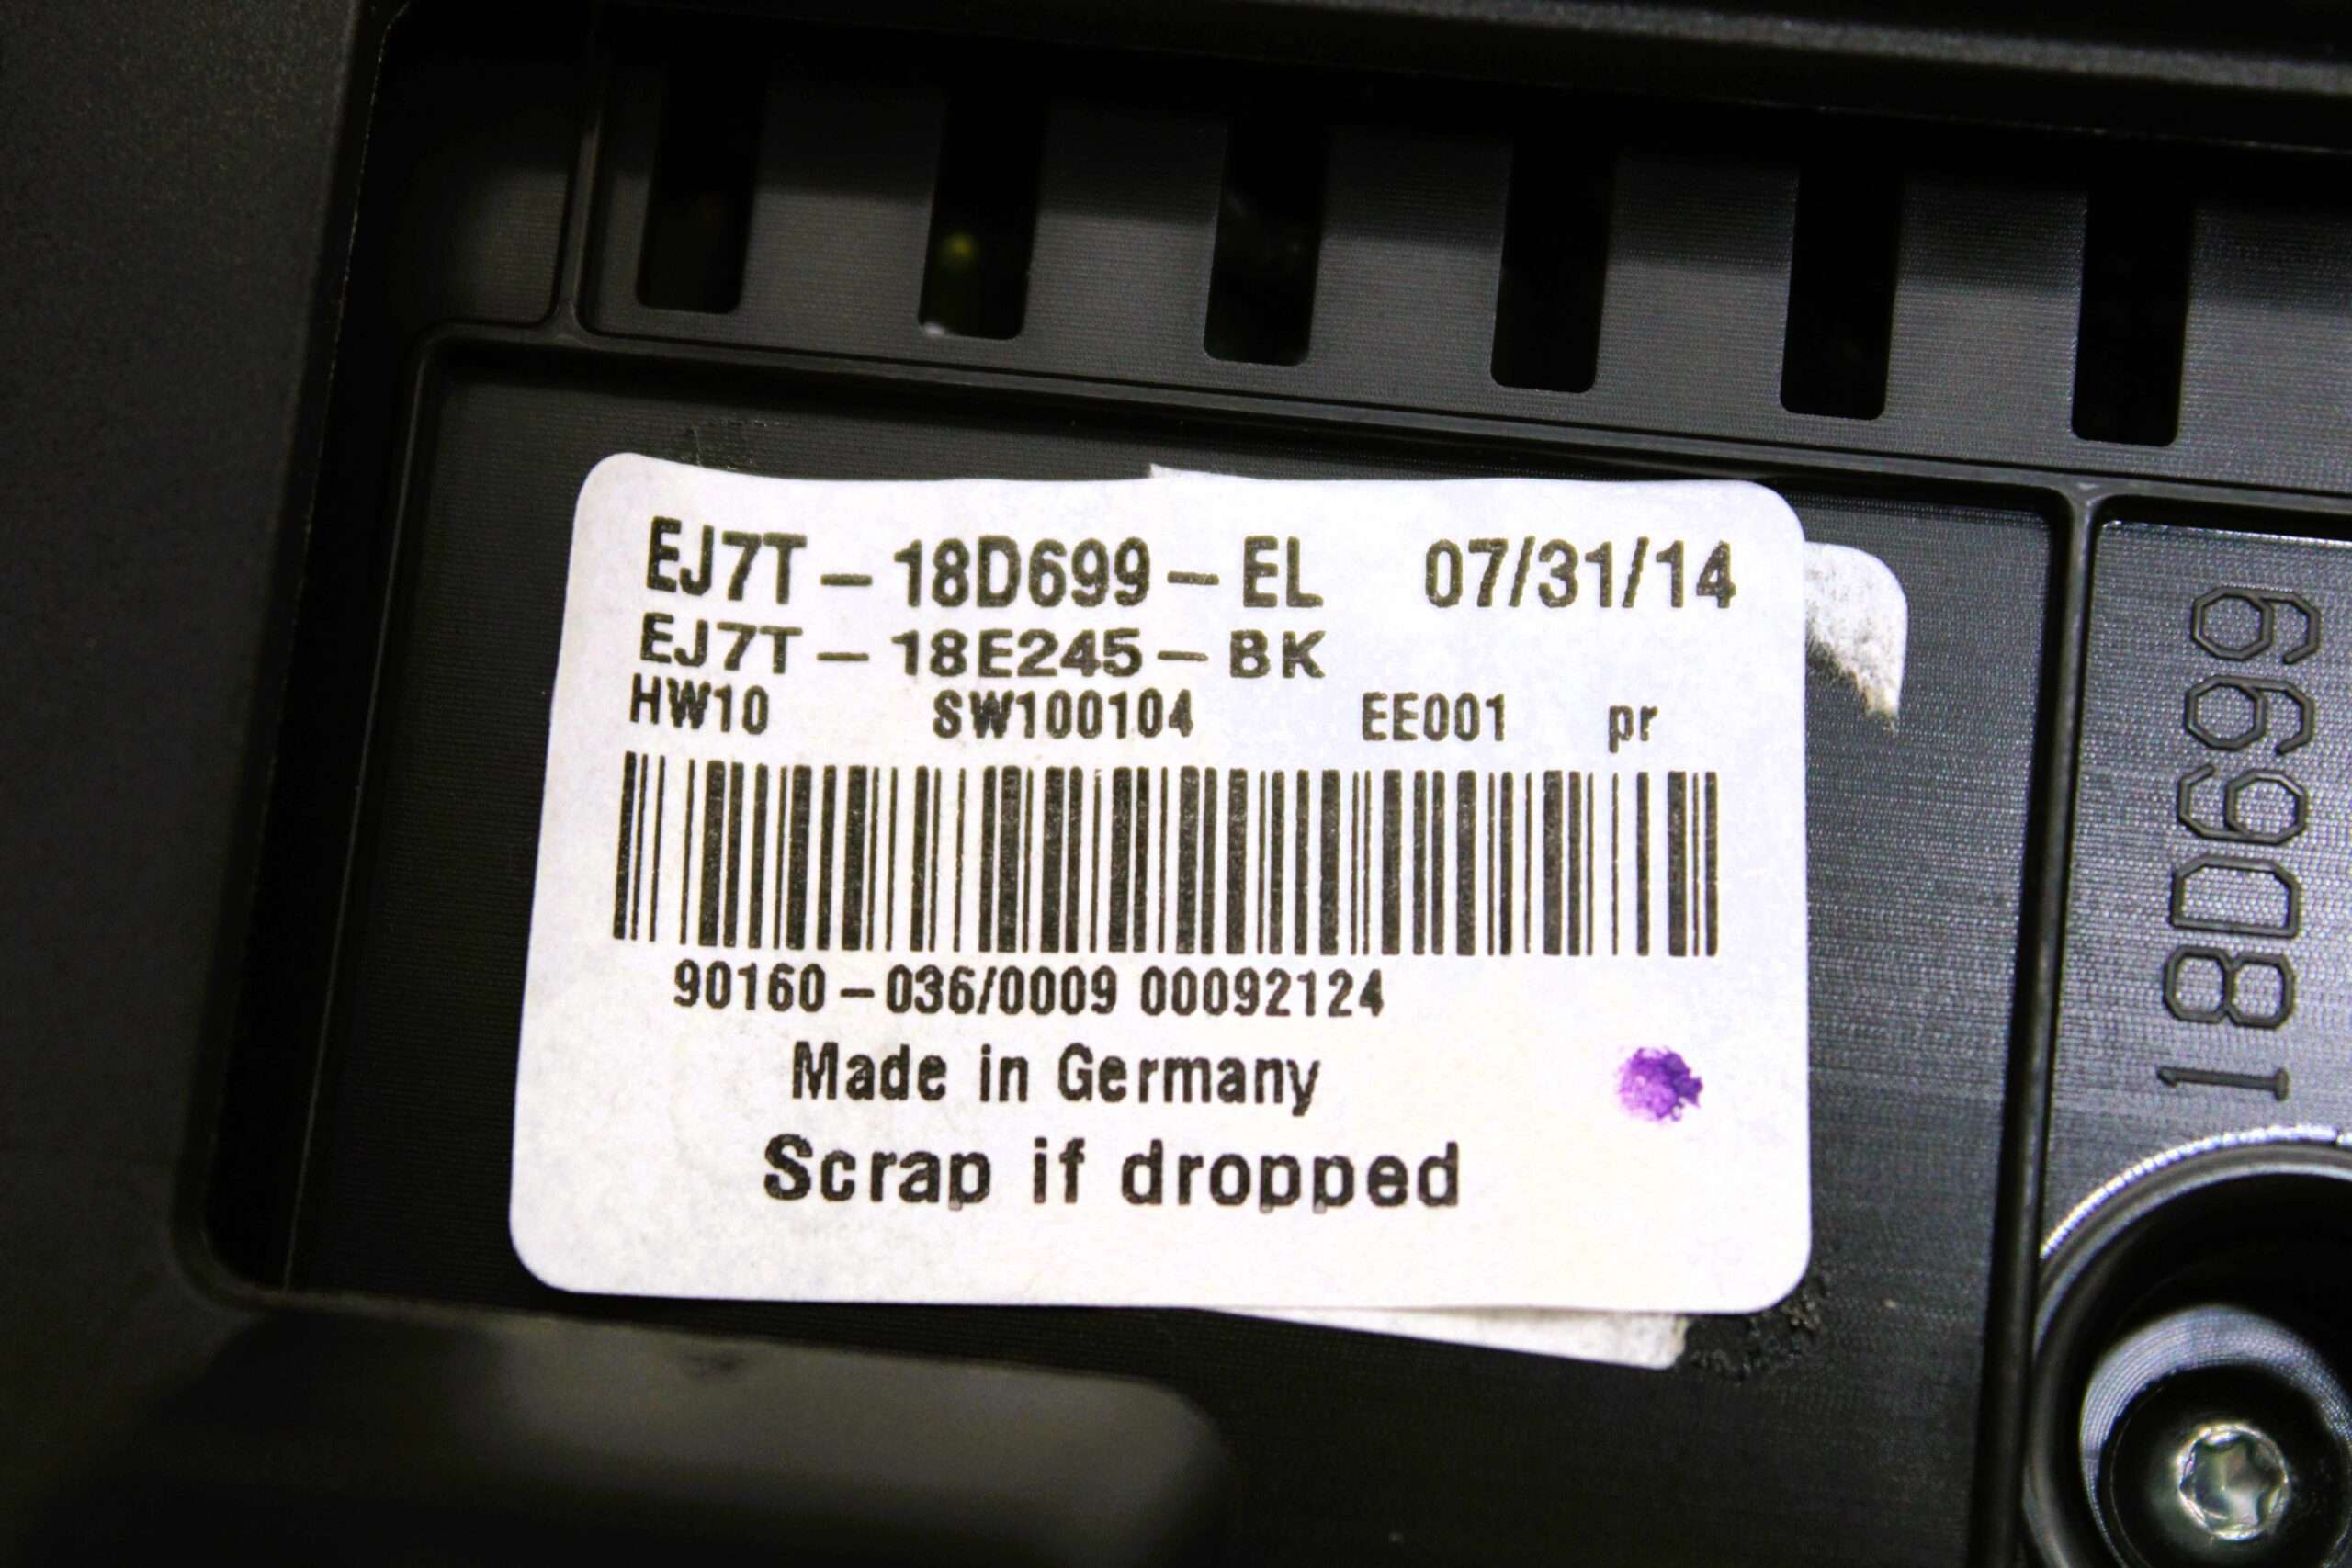 EJ7T-18D699-EL 07/31/14
EJ7T-18E245-BK
HW10 SW100104 EE001 pr
90160-036/0009 00092124
Made in Germany
Scrap if dropped
18D699